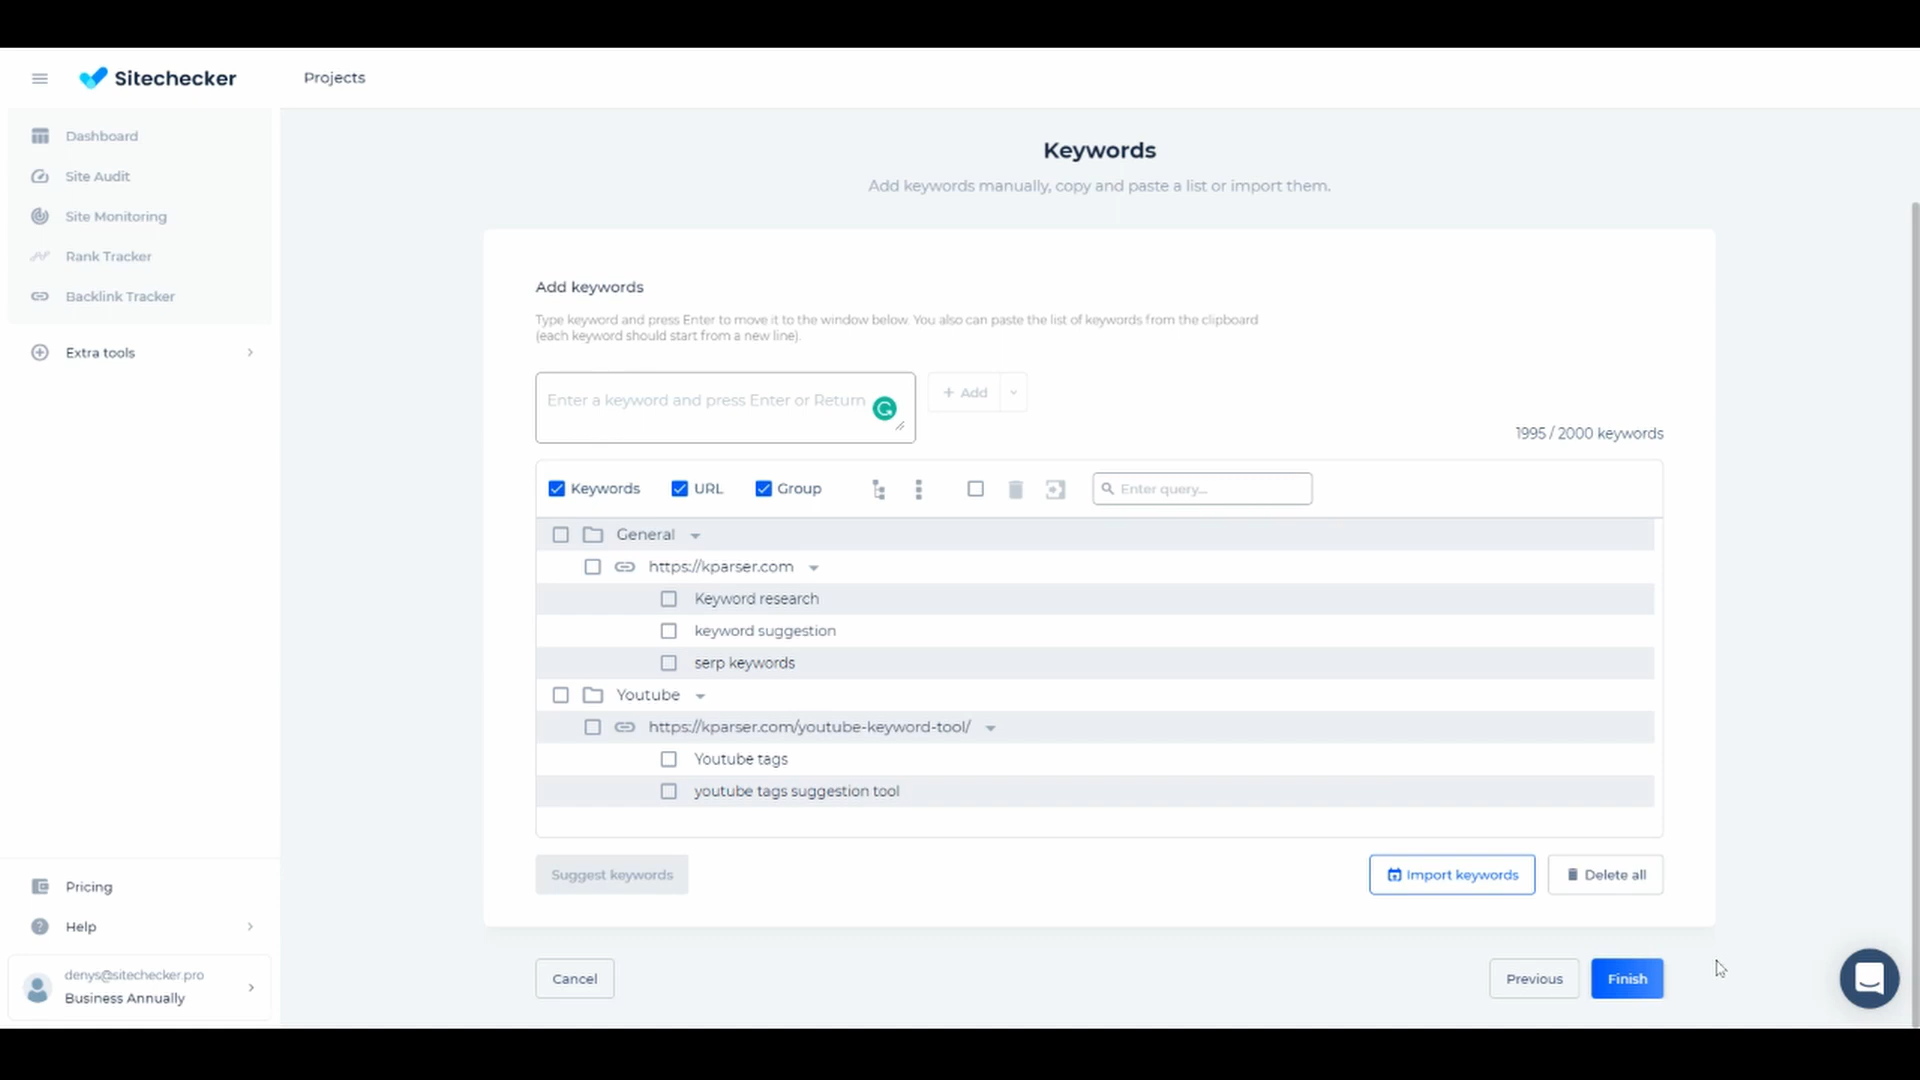 Sitechecker
Projects
Dashboard
Site Audit
Site Monitoring
Rank Tracker
Backlink Tracker
Extra tools
Keywords
Add keywords manually, copy and paste a list or import them.
Add keywords
Type keyword and press Enter to move it to the window below. You also can paste the list of keywords from the clipboard
(each keyword should start from a new line).
Enter a keyword and press Enter or Return
+ Add
1995 / 2000 keywords
Keywords URL Group Enter query...
General
https://kparser.com
Keyword research
keyword suggestion
serp keywords
Youtube
https://kparser.com/youtube-keyword-tool/
Youtube tags
youtube tags suggestion tool
Suggest keywords
Import keywords
Delete all
Cancel
Previous
Finish
Pricing
Help
denys@sitechecker.pro
Business Annually